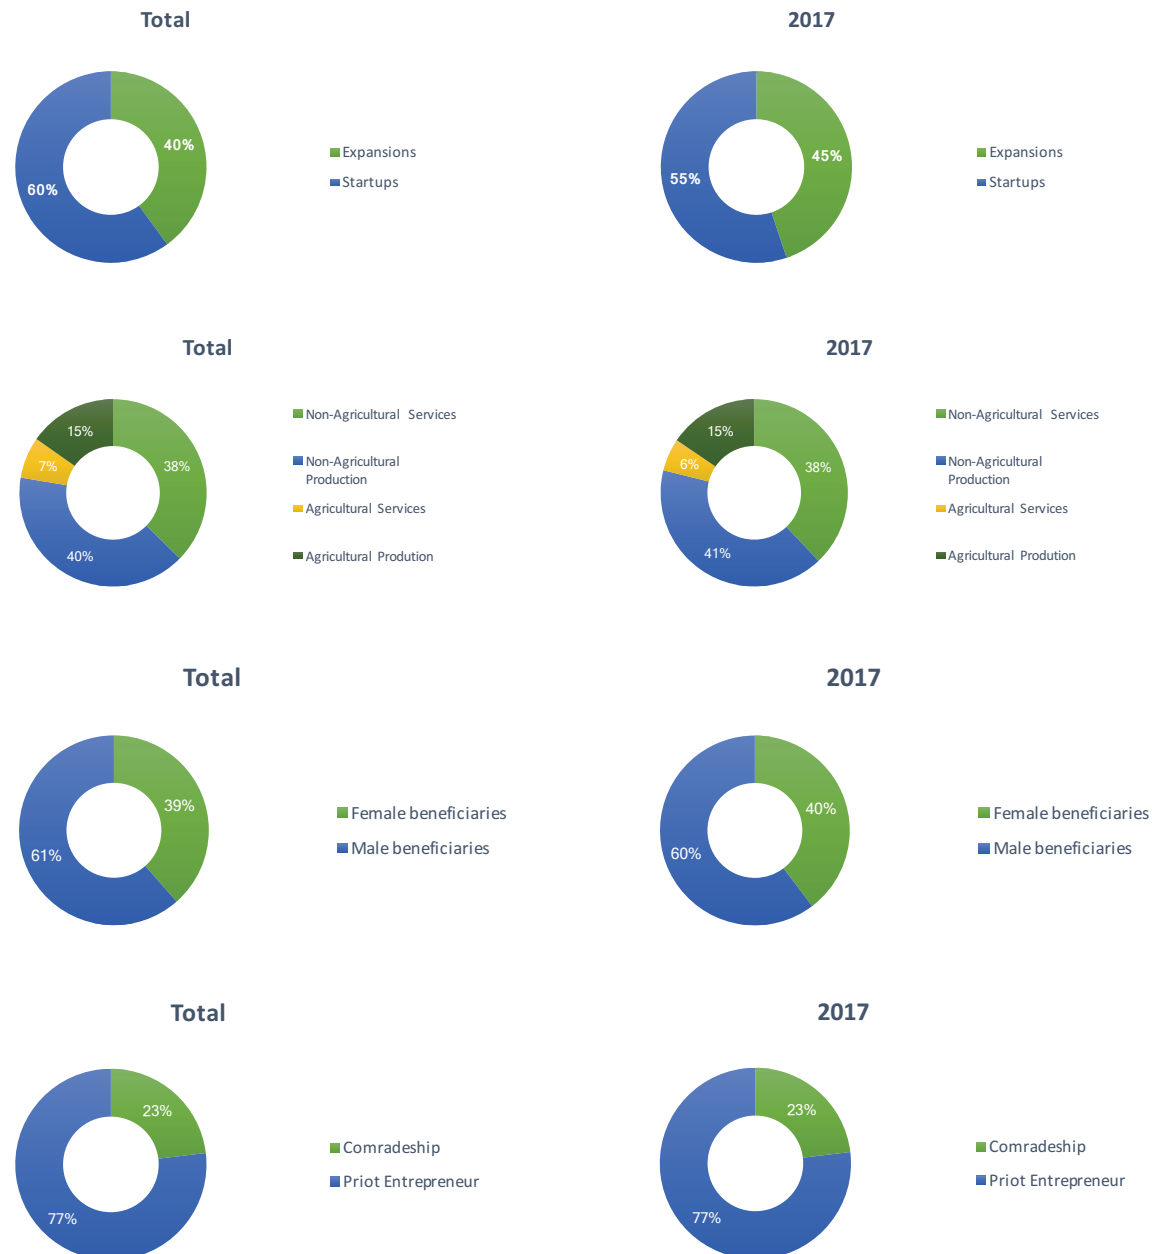 Total
40%
60%
Expansions
Startups
2017
45%
55%
Expansions
Startups
Total
15%
7%
38%
40%
Non-Agricultural Services
Non-Agricultural
Production
Agricultural Services
Agricultural Prodution
2017
15%
6%
38%
41%
Non-Agricultural Services
Non-Agricultural
Production
Agricultural Services
Agricultural Prodution
Total
39%
61%
Female beneficiaries
Male beneficiaries
2017
40%
60%
Female beneficiaries
Male beneficiaries
Total
23%
77%
Comradeship
Priot Entrepreneur
2017
23%
77%
Comradeship
Priot Entrepreneur